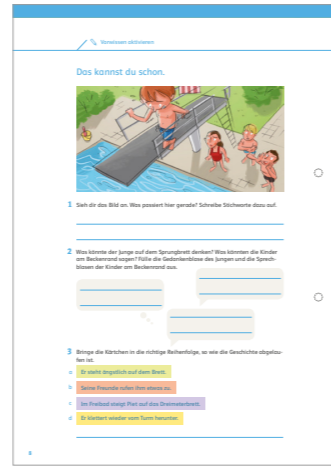 Vorwissen aktivieren
Das kannst du schon.
1 Sieh dir das Bild an. Was passiert hier gerade? Schreibe Stichworte dazu auf.
2 Was könnte der Junge auf dem Sprungbrett denken? Was könnten die Kinder
am Beckenrand sagen? Fülle die Gedankenblase des Jungen und die Sprech-
blasen der Kinder am Beckenrand aus.
3 Bringe die Kärtchen in die richtige Reihenfolge, so wie die Geschichte abgelau-
fen ist.
a Er steht ängstlich auf dem Brett.
b Seine Freunde rufen ihm etwas zu.
c Im Freibad steigt Piet auf das Dreimeterbrett.
d Er klettert wieder vom Turm herunter.